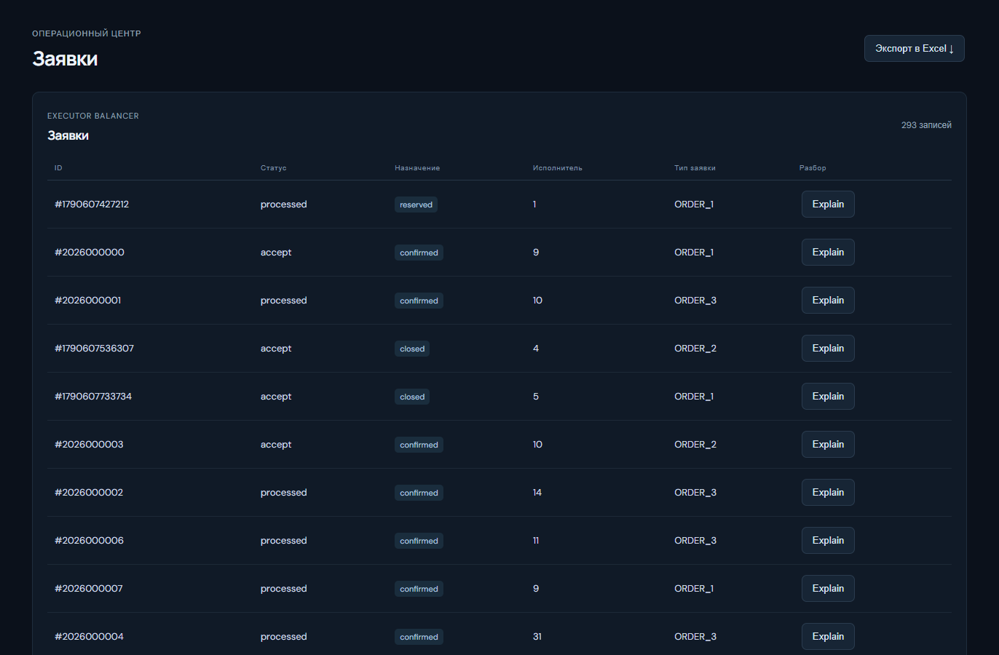 ОПЕРАЦИОННЫЙ ЦЕНТР
Заявки
Экспорт в Excel ↓
EXECUTOR BALANCER
Заявки
293 записей
ID Статус Назначение Исполнитель Тип заявки Разбор
#1790607427212 processed reserved 1 ORDER_1 Explain
#2026000000 accept confirmed 9 ORDER_1 Explain
#2026000001 processed confirmed 10 ORDER_3 Explain
#1790607536307 accept closed 4 ORDER_2 Explain
#1790607733734 accept closed 5 ORDER_1 Explain
#2026000003 accept confirmed 10 ORDER_2 Explain
#2026000002 processed confirmed 14 ORDER_3 Explain
#2026000006 processed confirmed 11 ORDER_3 Explain
#2026000007 processed confirmed 9 ORDER_1 Explain
#2026000004 processed confirmed 31 ORDER_3 Explain